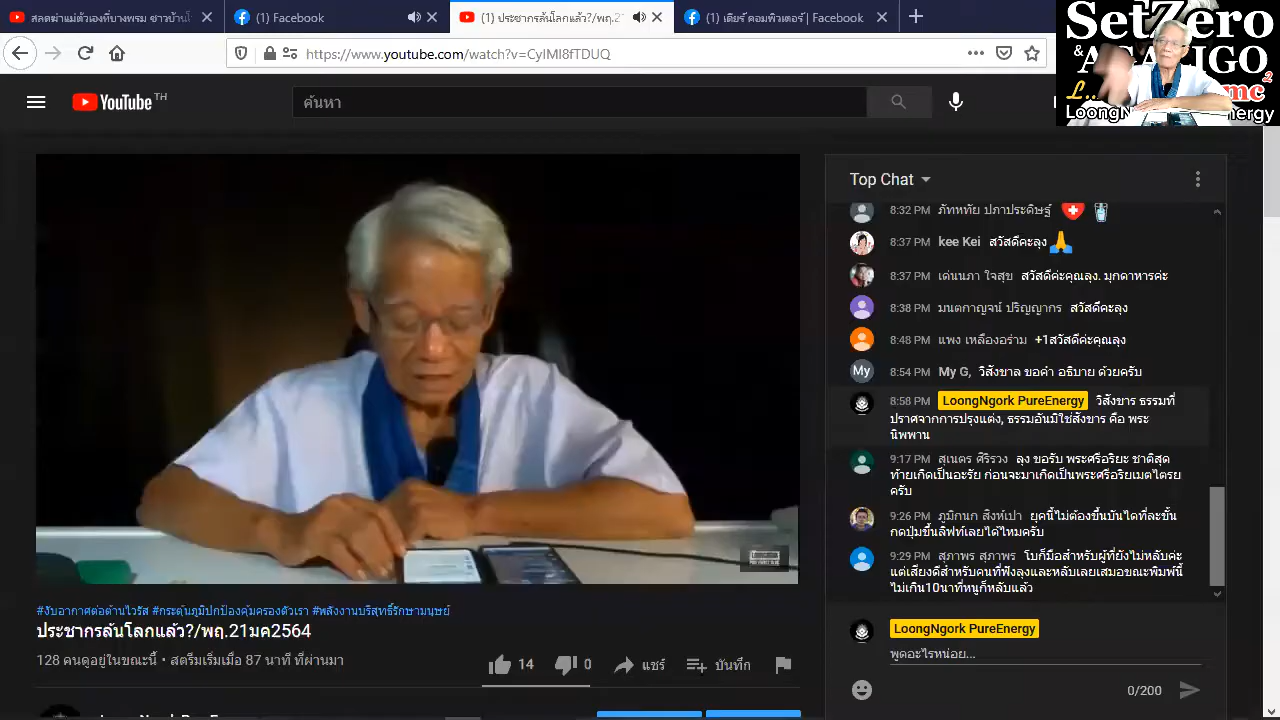 สลดฆ่าแม่ตัวเองที่บางพรม ชาวบ้านใ
(1) Facebook
(1) ประชากรล้นโลกแล้ว?/พฤ.2
(1) เดียร์ คอมพิวเตอร์ | Facebook
https://www.youtube.com/watch?v=CyIMI8fTDUQ
SetZero
&
mc2
LoongN
ergy
YouTube TH
ค้นหา
Top Chat
8:32 PM ภัทหทัย ปภาประดิษฐ์
8:37 PM kee Kei สวัสดีคะลุง
8:37 PM เด่นนภา ใจสุข สวัสดีค่ะคุณลุง. มุกดาหารค่ะ
8:38 PM มนตกาญจน์ ปริญญากร สวัสดีคะลุง
8:48 PM แพง เหลืองอร่าม +1สวัสดีค่ะคุณลุง
My 8:54 PM My G, วิสังขาล ขอคำ อธิบาย ด้วยครับ
8:58 PM LoongNgork PureEnergy วิสังขาร ธรรมที่
ปราศจากการปรุงแต่ง, ธรรมอันมิใช่สังขาร คือ พระ
นิพพาน
9:17 PM สุเนตร ศิริรวง ลุง ขอรับ พระศรีอริยะ ชาติสุด
ท้ายเกิดเป็นอะรัย ก่อนจะมาเกิดเป็นพระศรีอริยเมตไตรย
ครับ
9:26 PM ภูมิกนก สิงห์เปา ยุคนี้ไม่ต้องขึ้นบันไดทีละขั้น
กดปุ่มขึ้นลิฟท์เลยได้ไหมครับ
9:29 PM สุภาพร สุภาพร โบกมือสำหรับผู้ที่ยังไม่หลับค่ะ
แต่เสียงดีสำหรับคนที่ฟังลุงและหลับเลยเสมอขณะพิมพ์นี้
ไม่เกิน10นาทีหนูก็หลับแล้ว
#งับอากาศต่อต้านไวรัส #กระตุ้นภูมิปกป้องคุ้มครองตัวเรา #พลังงานบริสุทธิ์รักษามนุษย์
ประชากรล้นโลกแล้ว?/พฤ.21มค2564
128 คนดูอยู่ในขณะนี้ • สตรีมเริ่มเมื่อ 87 นาที ที่ผ่านมา
14
0
แชร์
บันทึก
LoongNgork PureEnergy
พูดอะไรหน่อย...
0/200